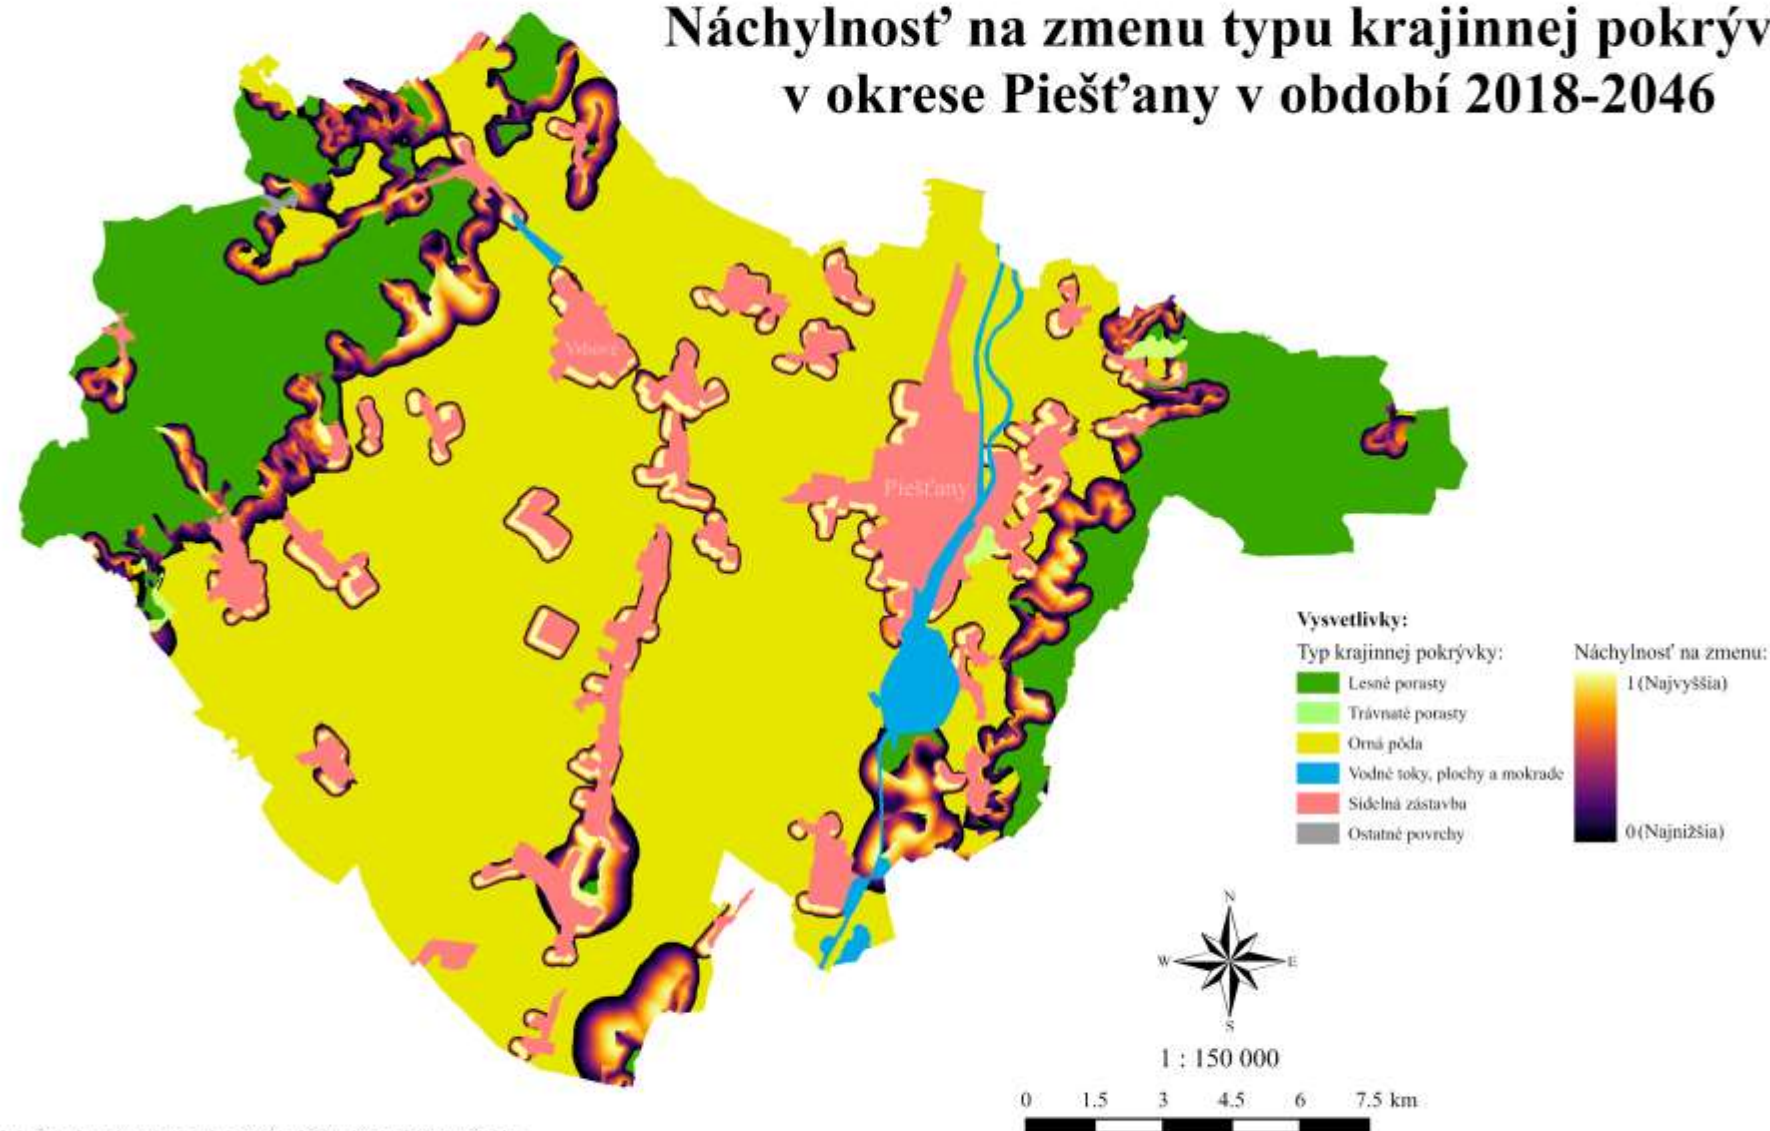 Náchylnosť na zmenu typu krajinnej pokrýv
v okrese Piešťany v období 2018-2046
Vrbové
Piešťany
Vysvetlivky:
Typ krajinnej pokrývky:
Lesné porasty
Trávnaté porasty
Orná pôda
Vodné toky, plochy a mokrade
Sídelná zástavba
Ostatné povrchy
Náchylnosť na zmenu:
1 (Najvyššia)
0 (Najnižšia)
N
W
E
S
1 : 150 000
0 1.5 3 4.5 6 7.5 km